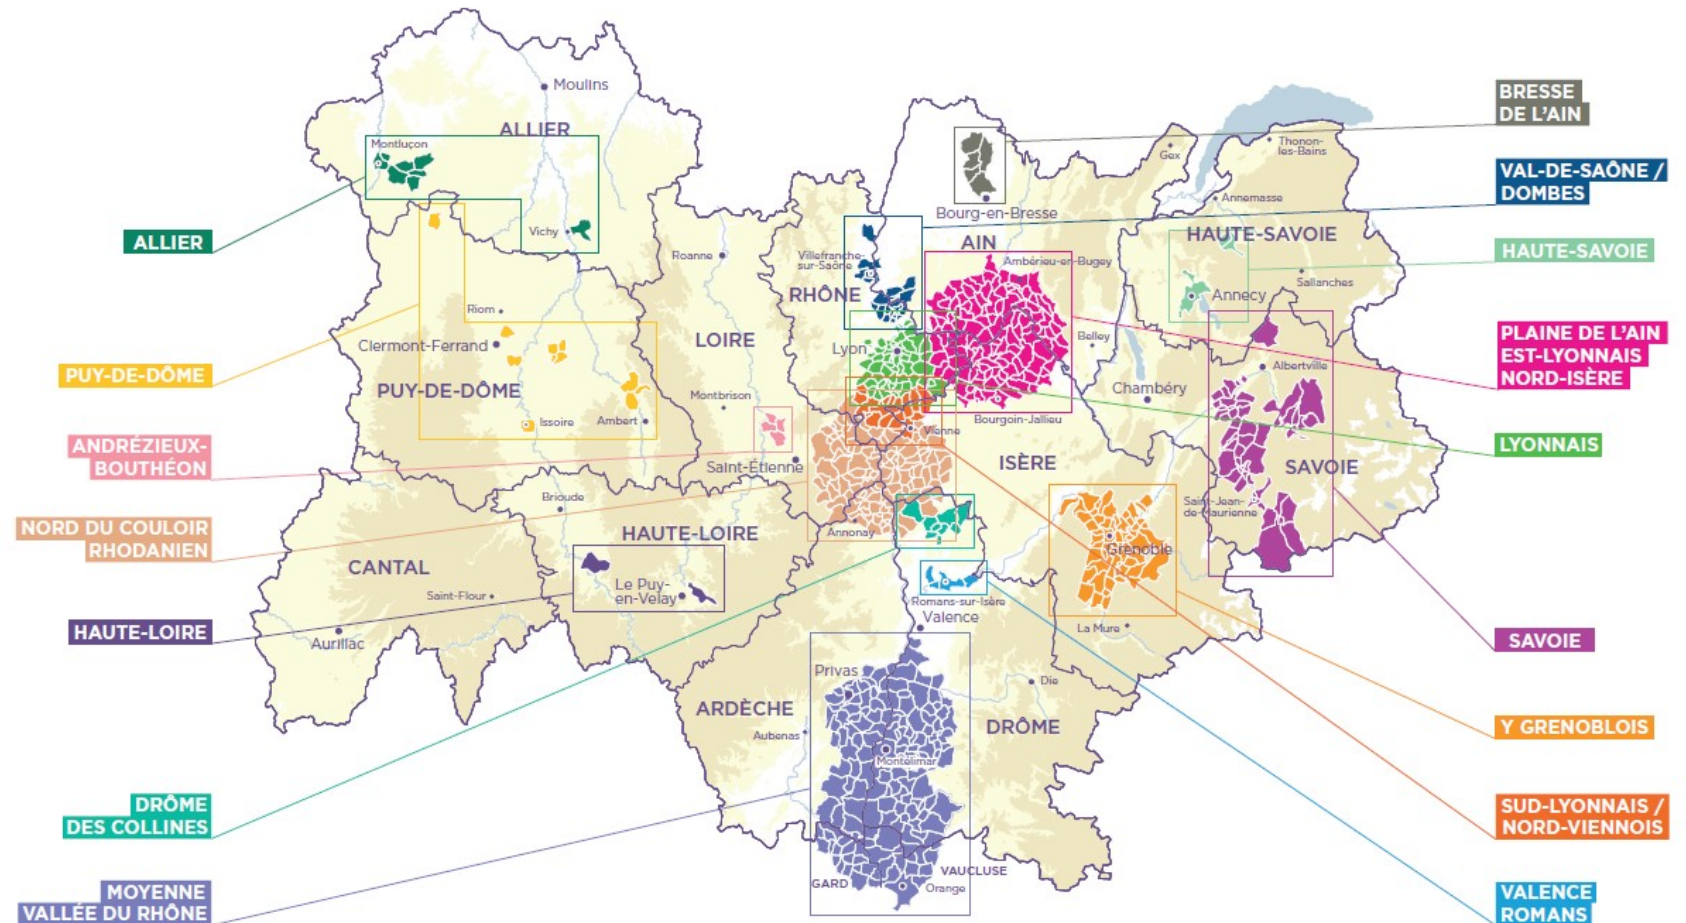 BRESSE
DE L'AIN
VAL-DE-SAÔNE /
DOMBES
HAUTE-SAVOIE
PLAINE DE L'AIN
EST-LYONNAIS
NORD-ISÈRE
LYONNAIS
SAVOIE
Y GRENOBLOIS
SUD-LYONNAIS /
NORD-VIENNOIS
VALENCE
ROMANS
ALLIER
PUY-DE-DÔME
ANDRÉZIEUX-
BOUTHÉON
NORD DU COULOIR
RHODANIEN
HAUTE-LOIRE
DRÔME
DES COLLINES
MOYENNE
VALLÉE DU RHÔNE
Moulins
ALLIER
Montluçon
Vichy
Riom
Clermont-Ferrand
PUY-DE-DÔME
Issoire
Ambert
Roanne
LOIRE
Montbrison
Saint-Étienne
Villefranche-
sur-Saône
RHÔNE
Lyon
Bourg-en-Bresse
AIN
Ambérieu-en-Bugey
Gex
Thonon-
les-Bains
Annemasse
HAUTE-SAVOIE
Sallanches
Annecy
Belley
Albertville
Chambéry
Bourgoin-Jallieu
Vienne
ISÈRE
SAVOIE
Saint-Jean-
de-Maurienne
Grenoble
La Mure
Annonay
Romans-sur-Isère
Valence
Brioude
HAUTE-LOIRE
Le Puy-
en-Velay
CANTAL
Saint-Flour
Aurillac
Privas
ARDÈCHE
Aubenas
Die
DRÔME
Montélimar
GARD
VAUCLUSE
Orange